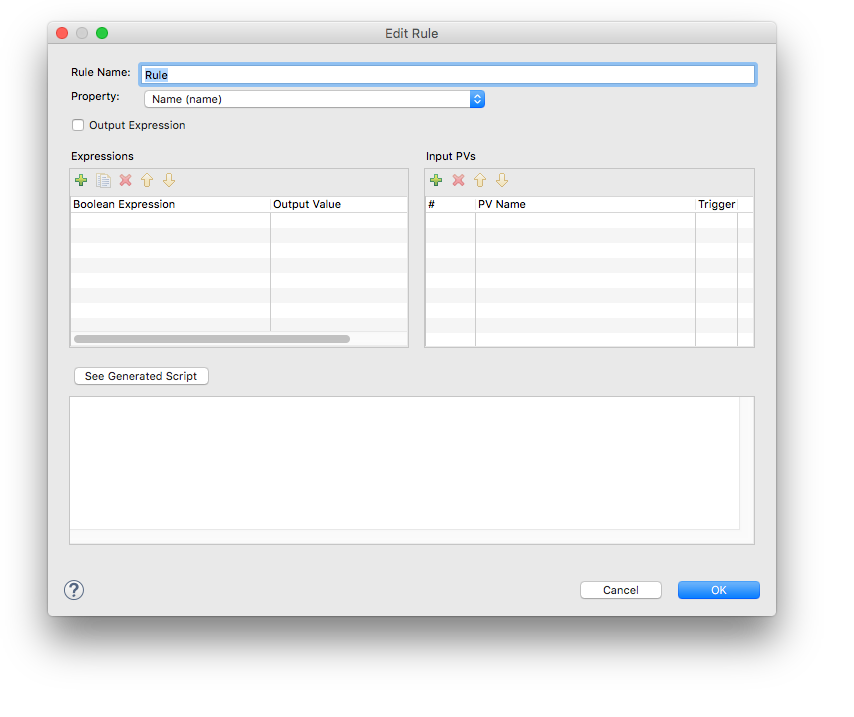 Edit Rule
Rule Name: Rule
Property: Name (name)
Output Expression
Expressions
Input PVs
Boolean Expression Output Value
# PV Name Trigger
See Generated Script
?
Cancel OK